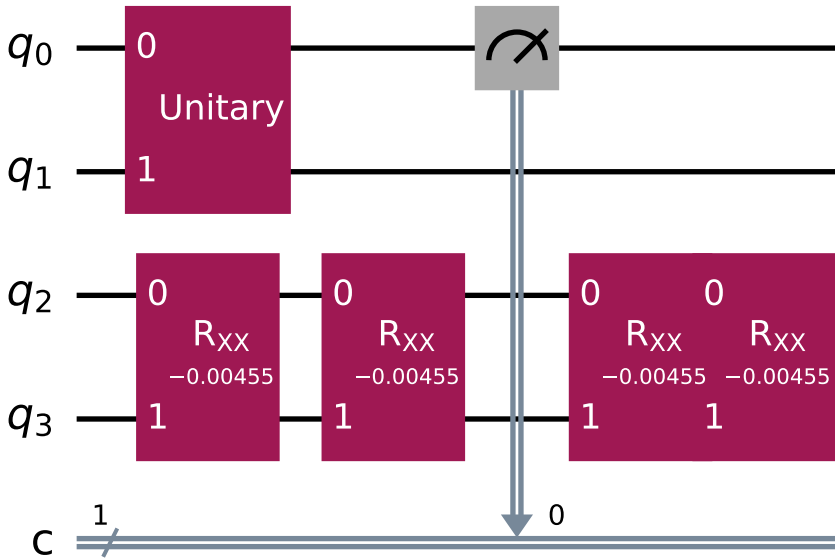 q0 0
Unitary
q1 1
q2 0 0 0 0
RXX RXX RXX RXX
−0.00455 −0.00455 −0.00455 −0.00455
q3 1 1 1 1
1 0
c